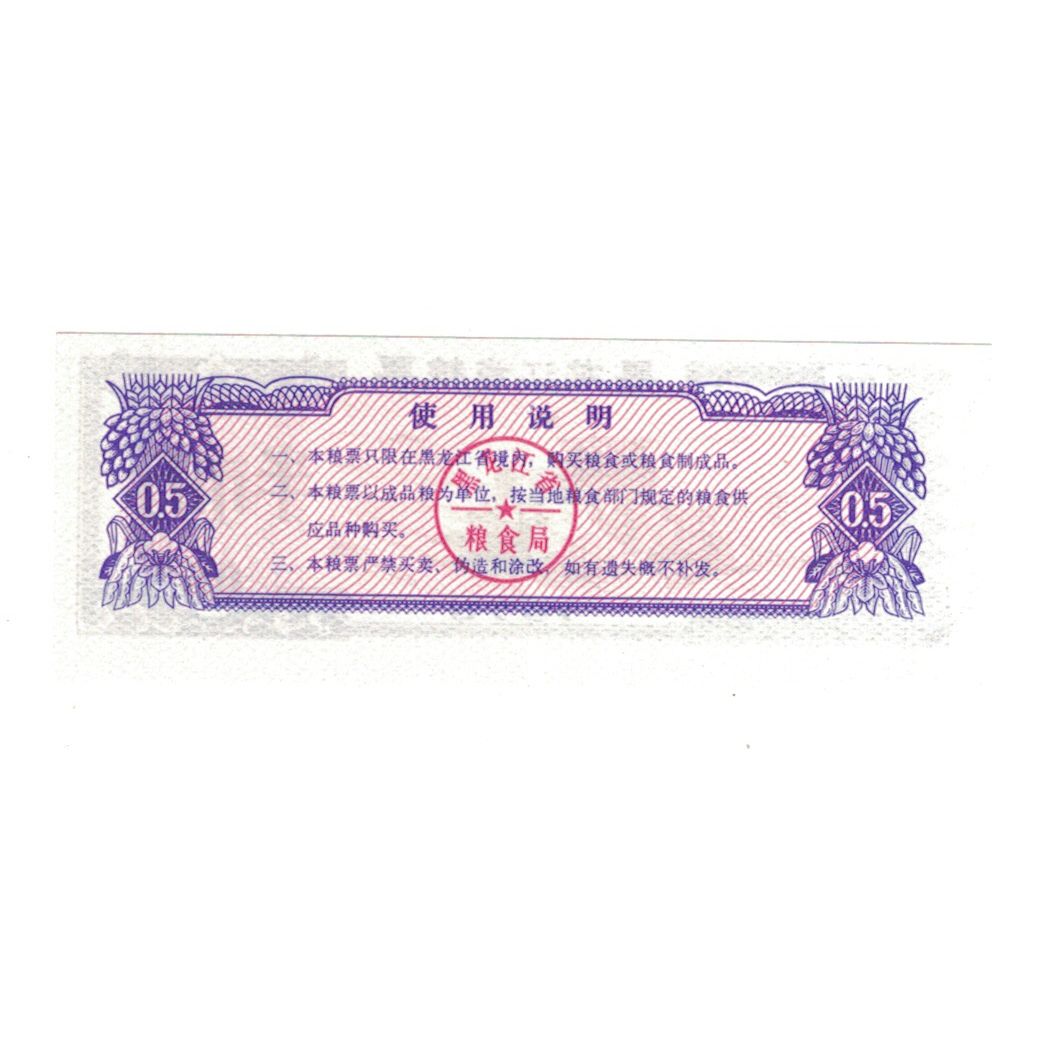 使用说明
一、本粮票只限在黑龙江省境内，购买粮食或粮食制成品。
二、本粮票以成品粮为单位，按当地粮食部门规定的粮食供
应品种购买。
三、本粮票严禁买卖、伪造和涂改，如有遗失概不补发。
0.5
0.5
黑龙江省
粮食局